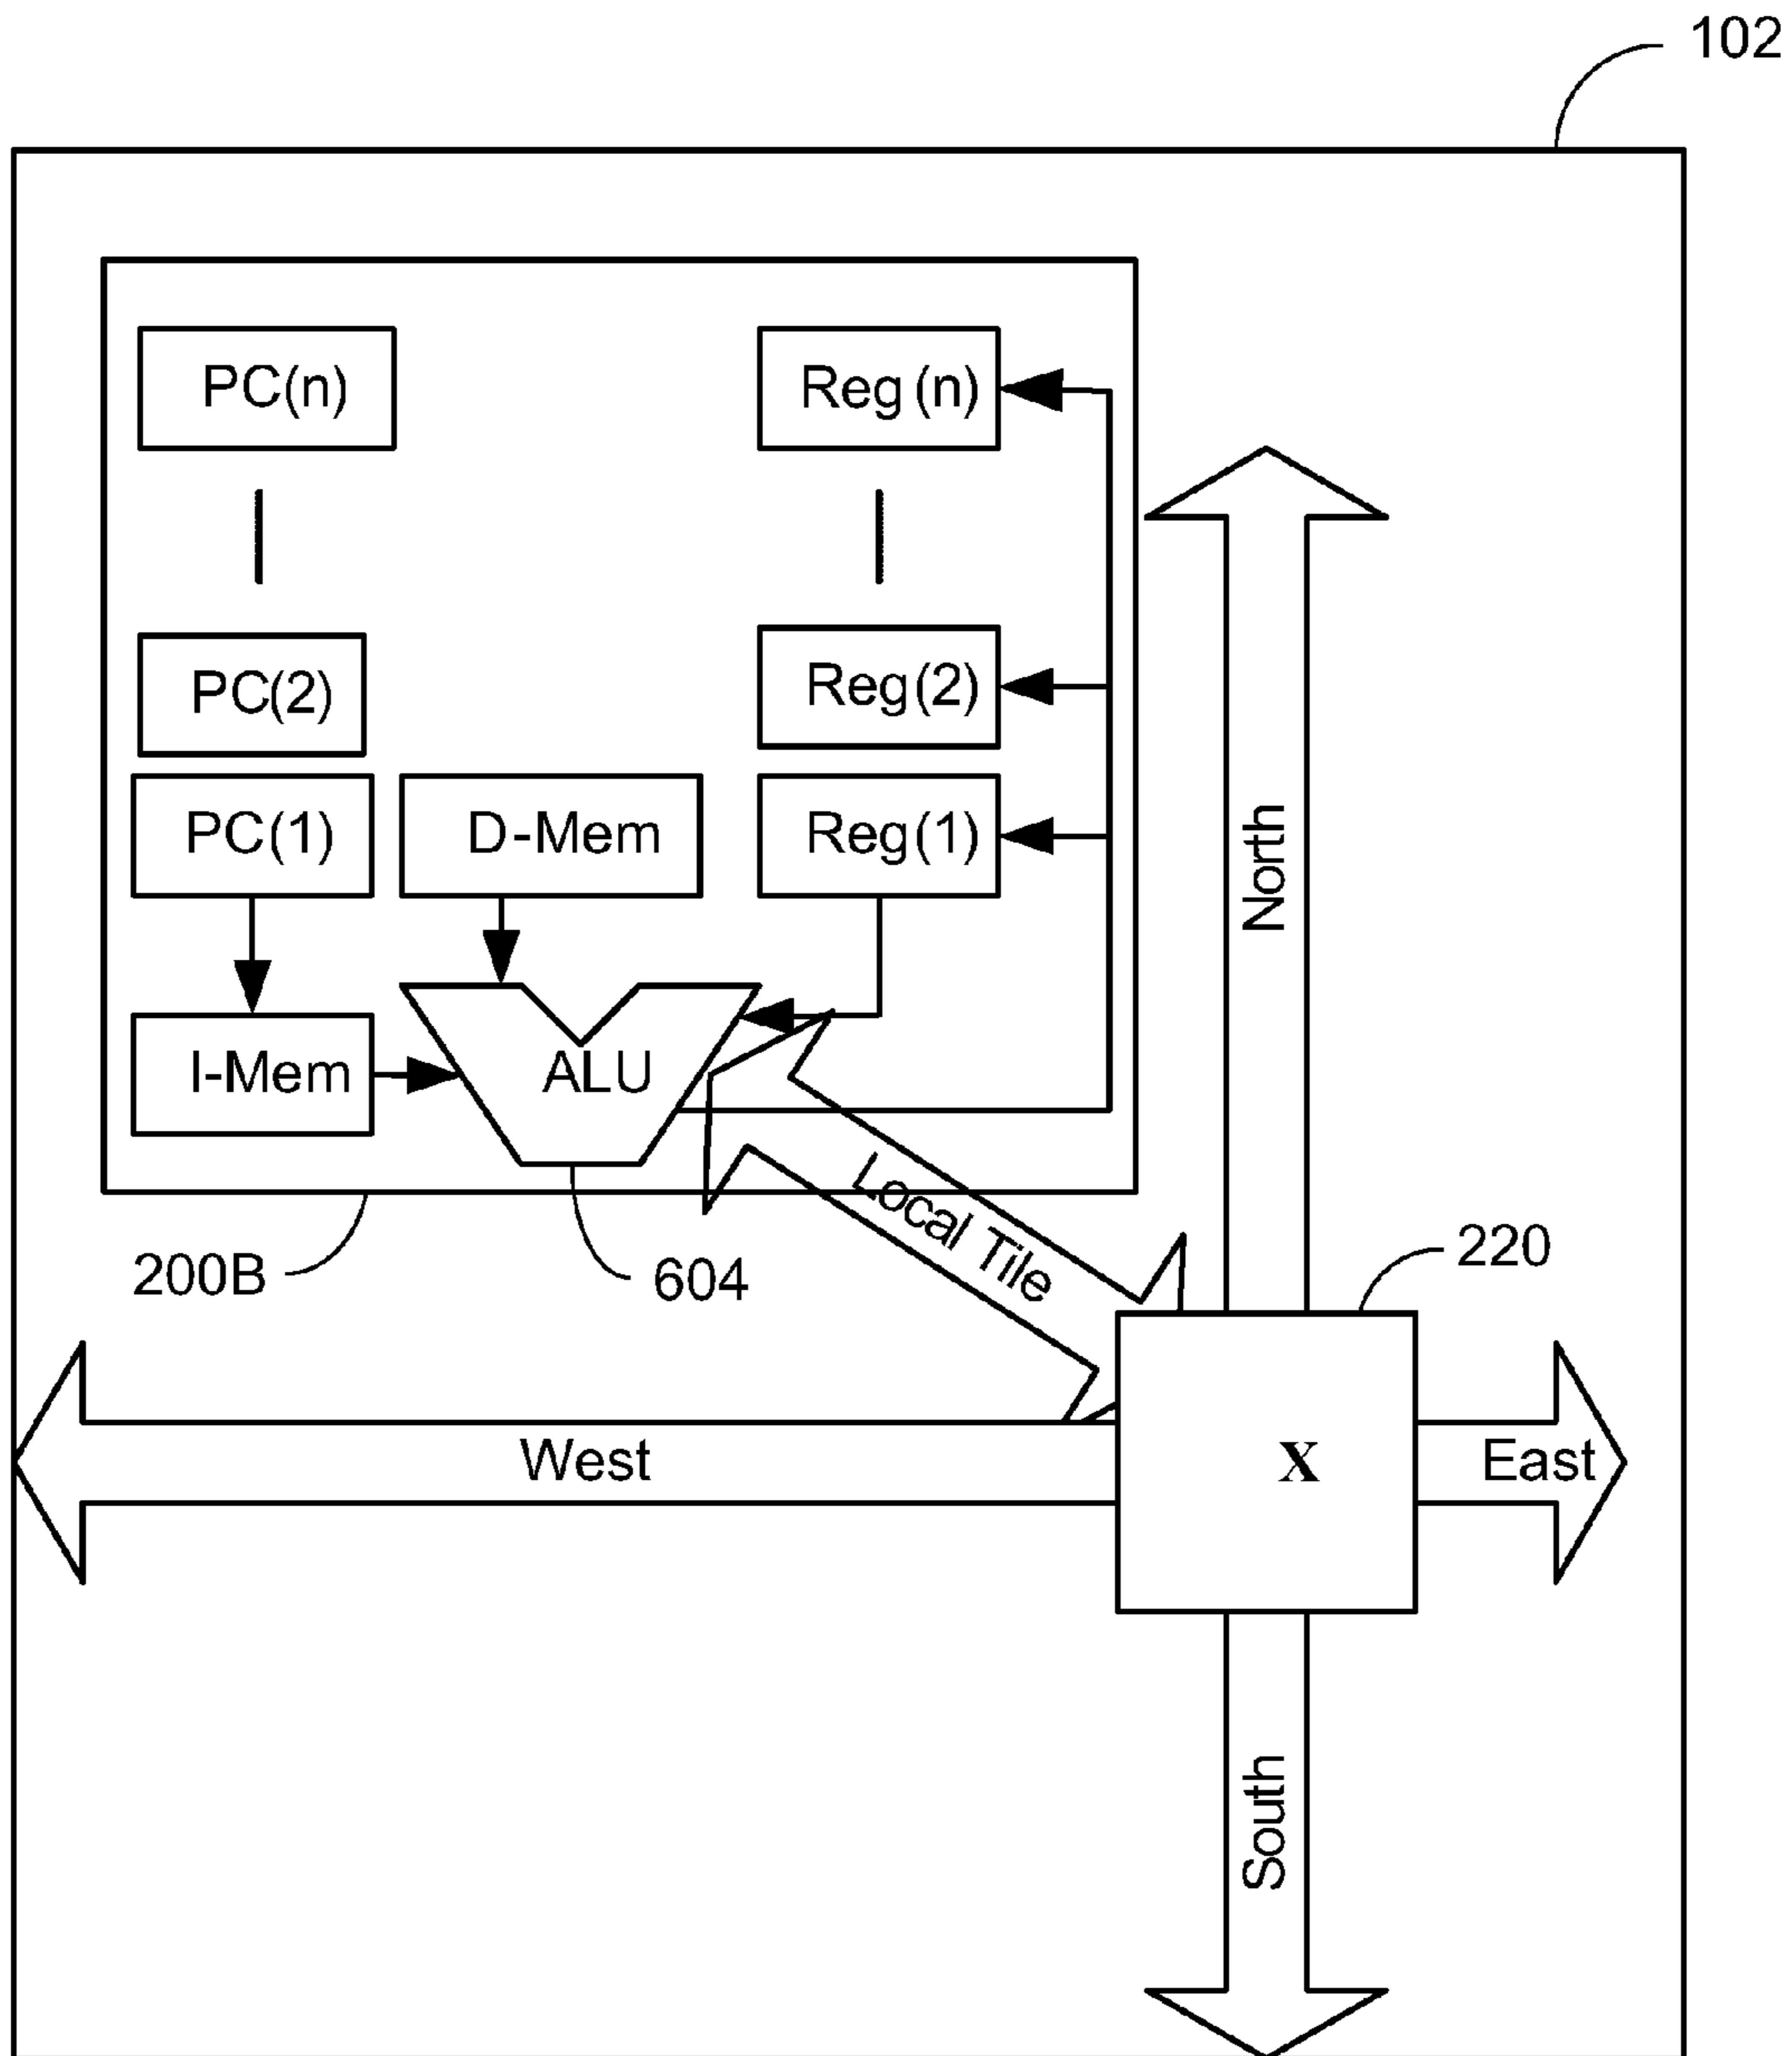 102
PC(n)
Reg (n)
PC(2)
Reg(2)
PC(1)
D-Mem
Reg(1)
North
I-Mem
ALU
Local Tile
200B
604
220
West
X
East
South